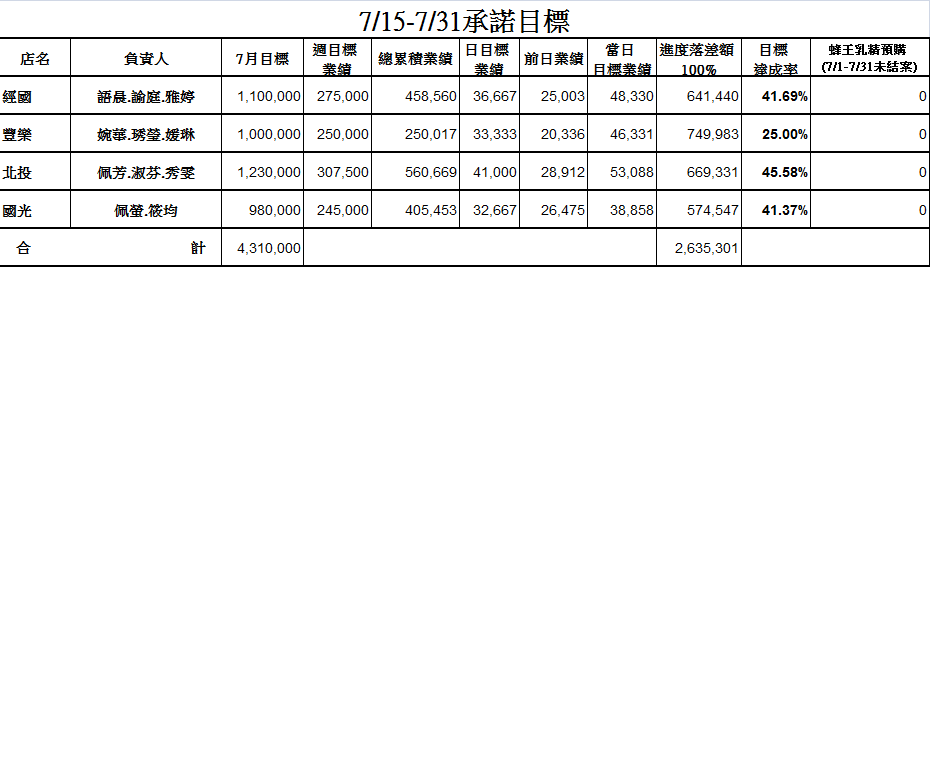 7/15-7/31承諾目標
店名 負責人 7月目標 週目標業績 總累積業績 日目標業績 前日業績 當日目標業績 進度落差額100% 目標達成率 蜂王乳精預購(7/1-7/31未結案)
經國 語晨.諭庭.雅婷 1,100,000 275,000 458,560 36,667 25,003 48,330 641,440 41.69% 0
豐樂 婉華.琇瑩.媛琳 1,000,000 250,000 250,017 33,333 20,336 46,331 749,983 25.00% 0
北投 佩芳.淑芬.秀雯 1,230,000 307,500 560,669 41,000 28,912 53,088 669,331 45.58% 0
國光 佩螢.筱均 980,000 245,000 405,453 32,667 26,475 38,858 574,547 41.37% 0
合 計 4,310,000 2,635,301